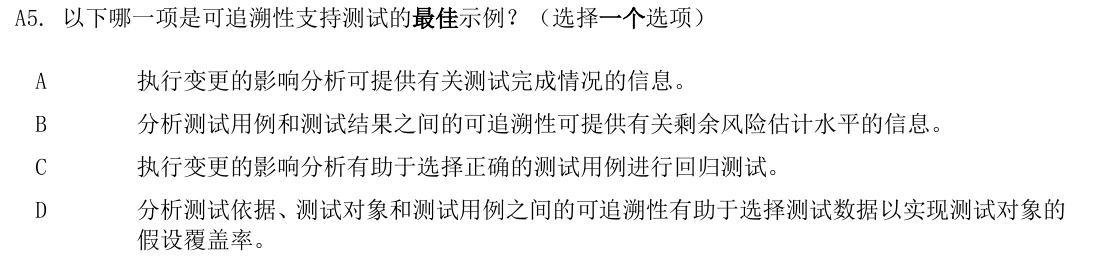 A5. 以下哪一项是可追溯性支持测试的最佳示例？（选择一个选项）
A 执行变更的影响分析可提供有关测试完成情况的信息。
B 分析测试用例和测试结果之间的可追溯性可提供有关剩余风险估计水平的信息。
C 执行变更的影响分析有助于选择正确的测试用例进行回归测试。
D 分析测试依据、测试对象和测试用例之间的可追溯性有助于选择测试数据以实现测试对象的
假设覆盖率。